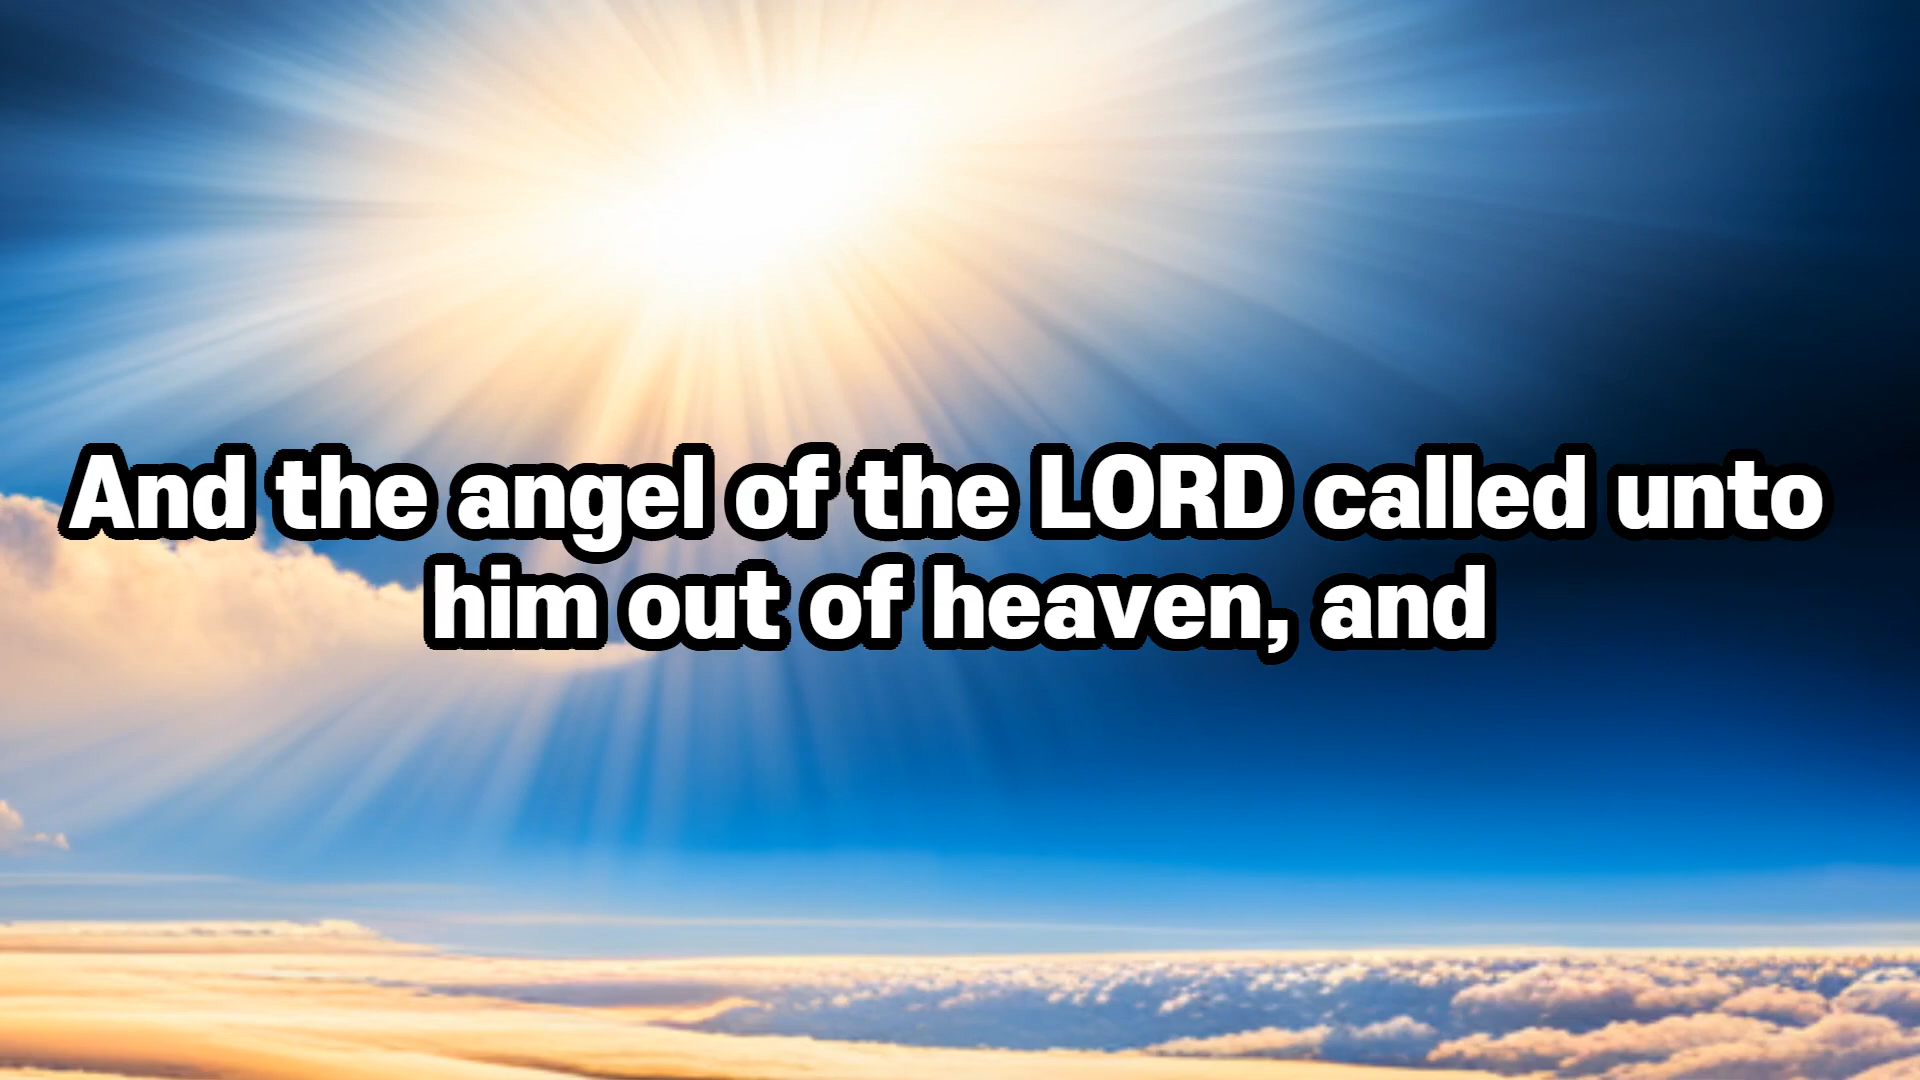 And the angel of the LORD called unto
him out of heaven, and